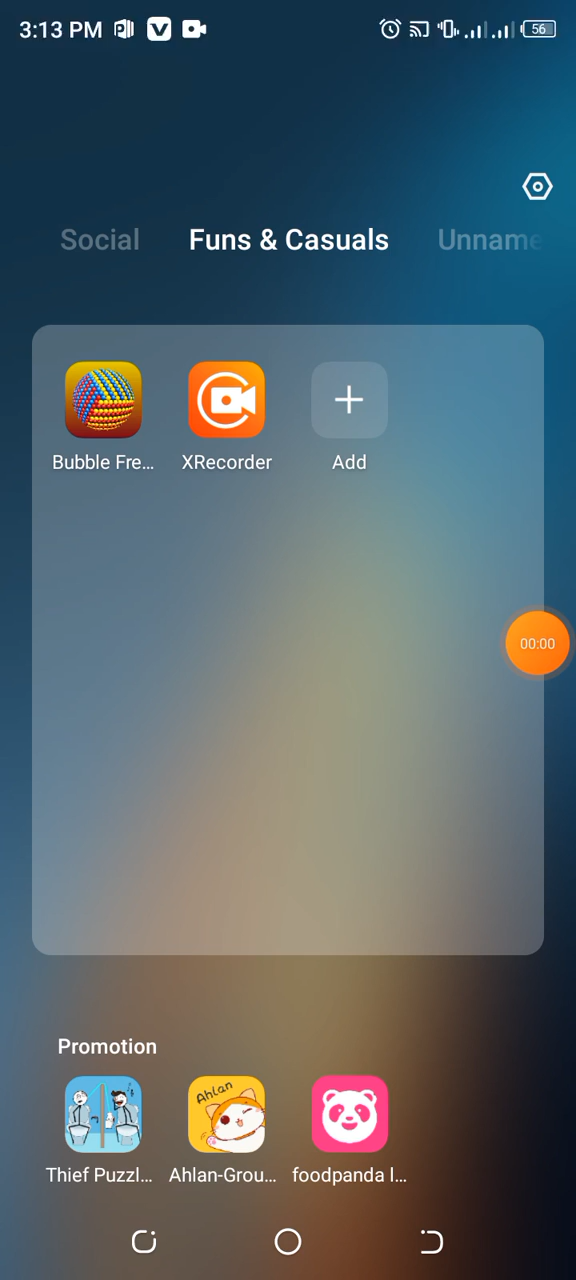 3:13 PM
56
Social Funs & Casuals Unname
Bubble Fre... XRecorder Add
00:00
Promotion
Ahlan
Thief Puzzl... Ahlan-Grou... foodpanda l...